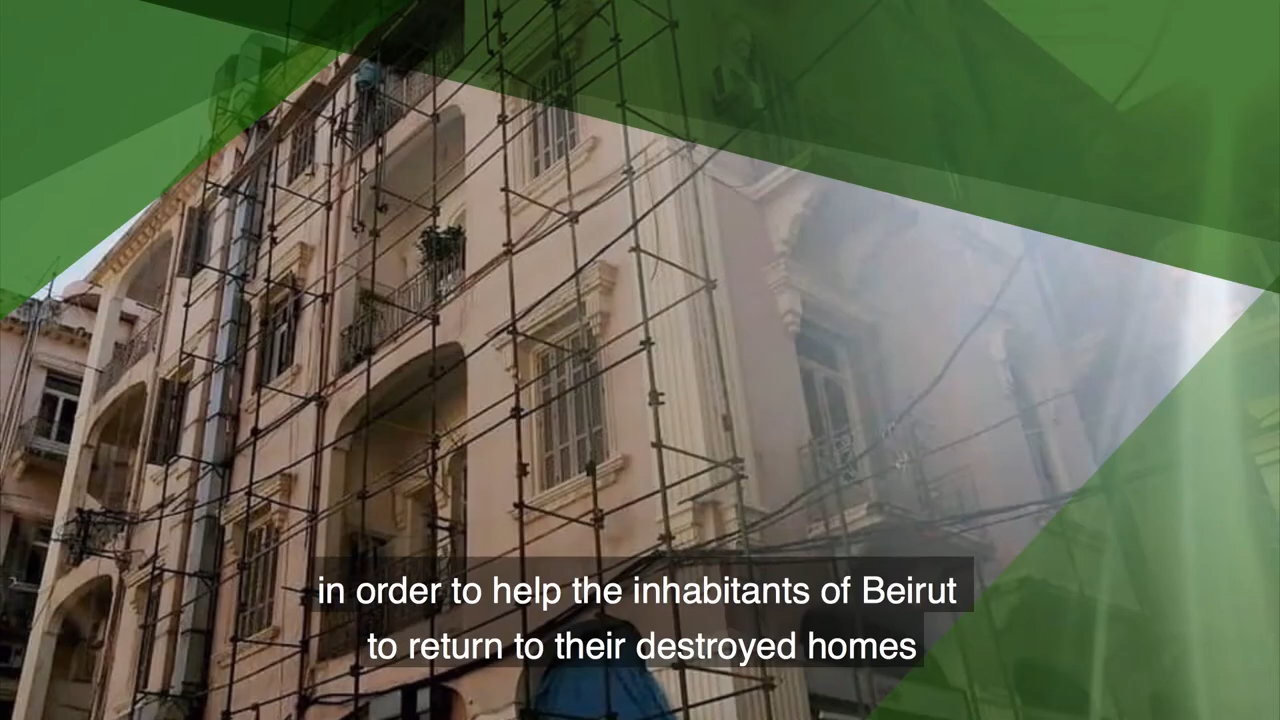 in order to help the inhabitants of Beirut
to return to their destroyed homes